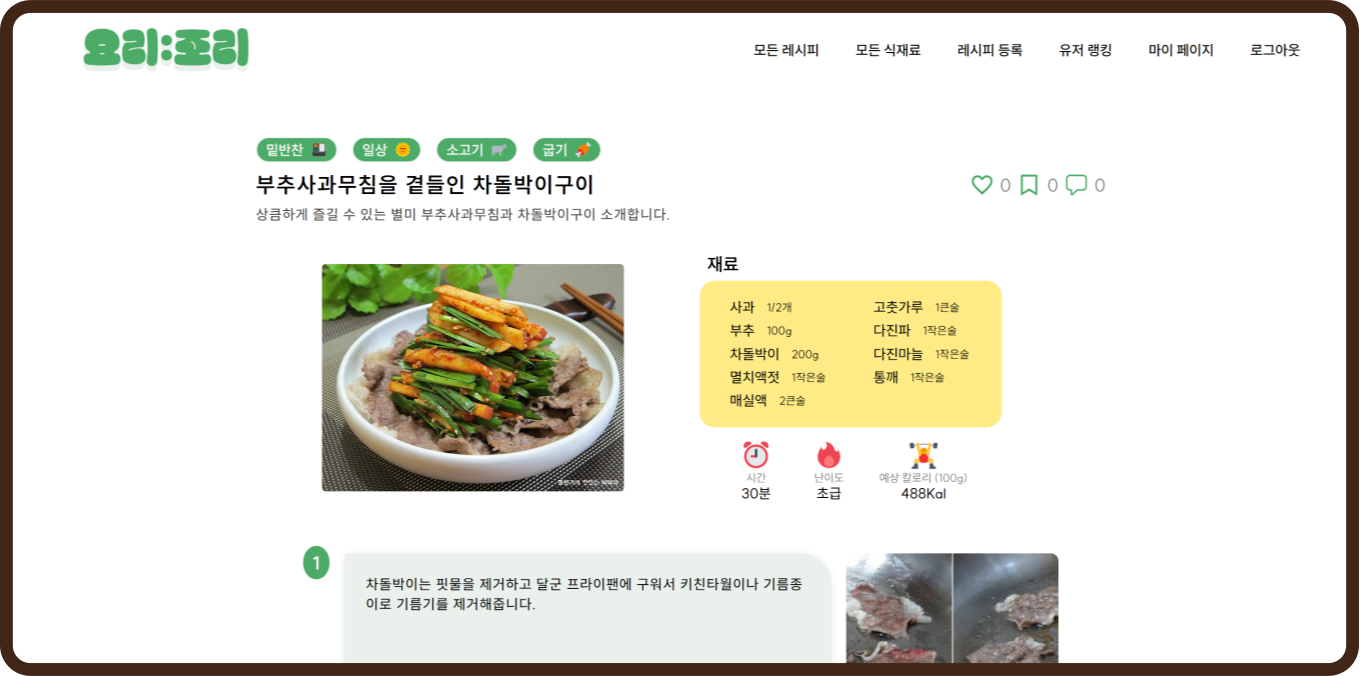 요리:조리
모든 레시피 모든 식재료 레시피 등록 유저 랭킹 마이 페이지 로그아웃
밑반찬 일상 소고기 굽기
부추사과무침을 곁들인 차돌박이구이
0 0 0
상큼하게 즐길 수 있는 별미 부추사과무침과 차돌박이구이 소개합니다.
재료
사과 1/2개
부추 100g
차돌박이 200g
멸치액젓 1작은술
매실액 2큰술
고춧가루 1큰술
다진파 1작은술
다진마늘 1작은술
통깨 1작은술
시간 난이도 예상 칼로리 (100g)
30분 초급 488Kal
1
차돌박이는 핏물을 제거하고 달군 프라이팬에 구워서 키친타월이나 기름종
이로 기름기를 제거해줍니다.